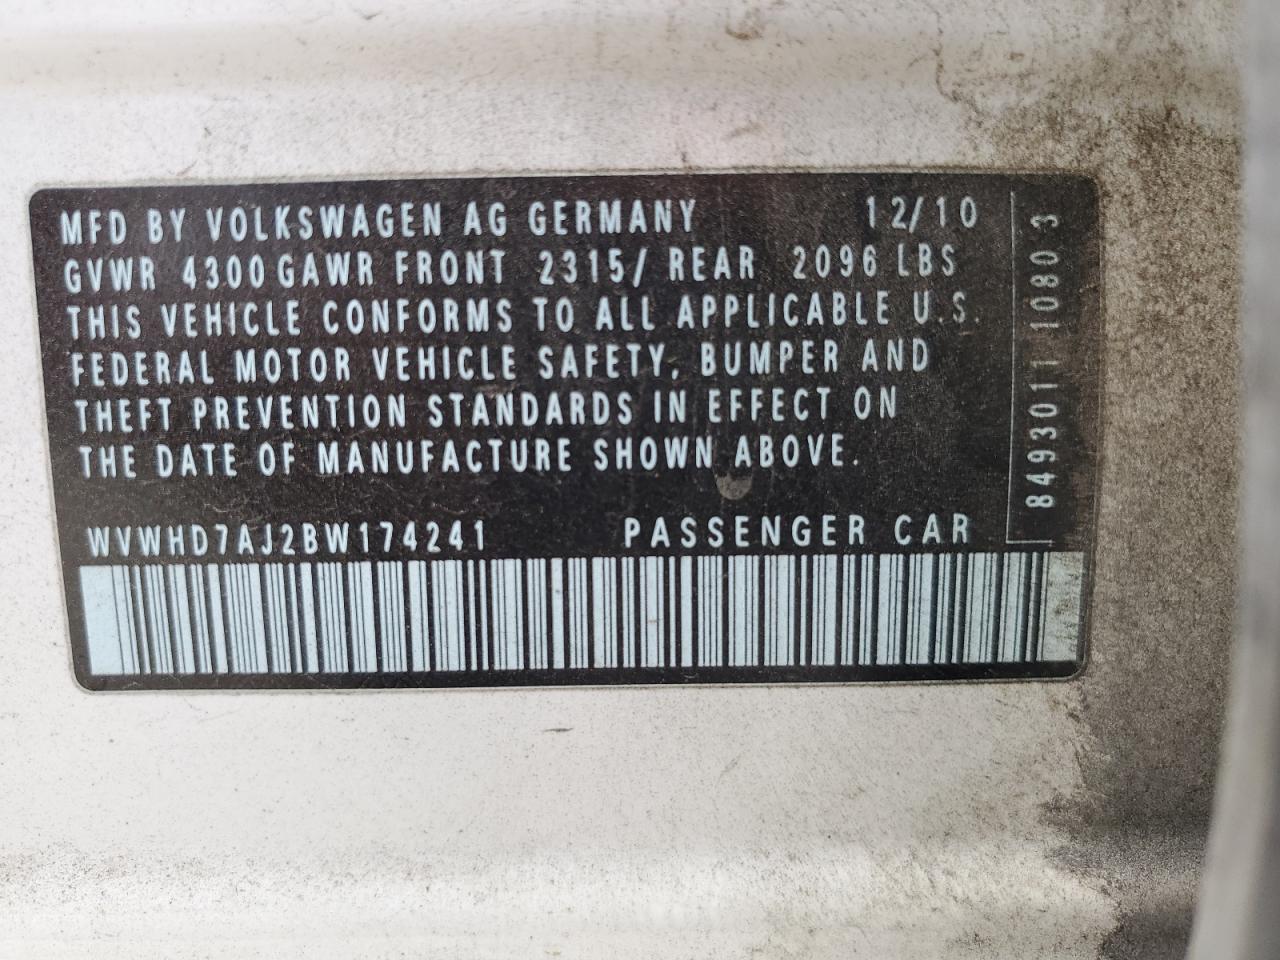 MFD BY VOLKSWAGEN AG GERMANY 12/10
GVWR 4300 GAWR FRONT 2315/ REAR 2096 LBS
THIS VEHICLE CONFORMS TO ALL APPLICABLE U.S.
FEDERAL MOTOR VEHICLE SAFETY, BUMPER AND
THEFT PREVENTION STANDARDS IN EFFECT ON
THE DATE OF MANUFACTURE SHOWN ABOVE.
WVWHD7AJ2BW174241 PASSENGER CAR
8493011 1080 3